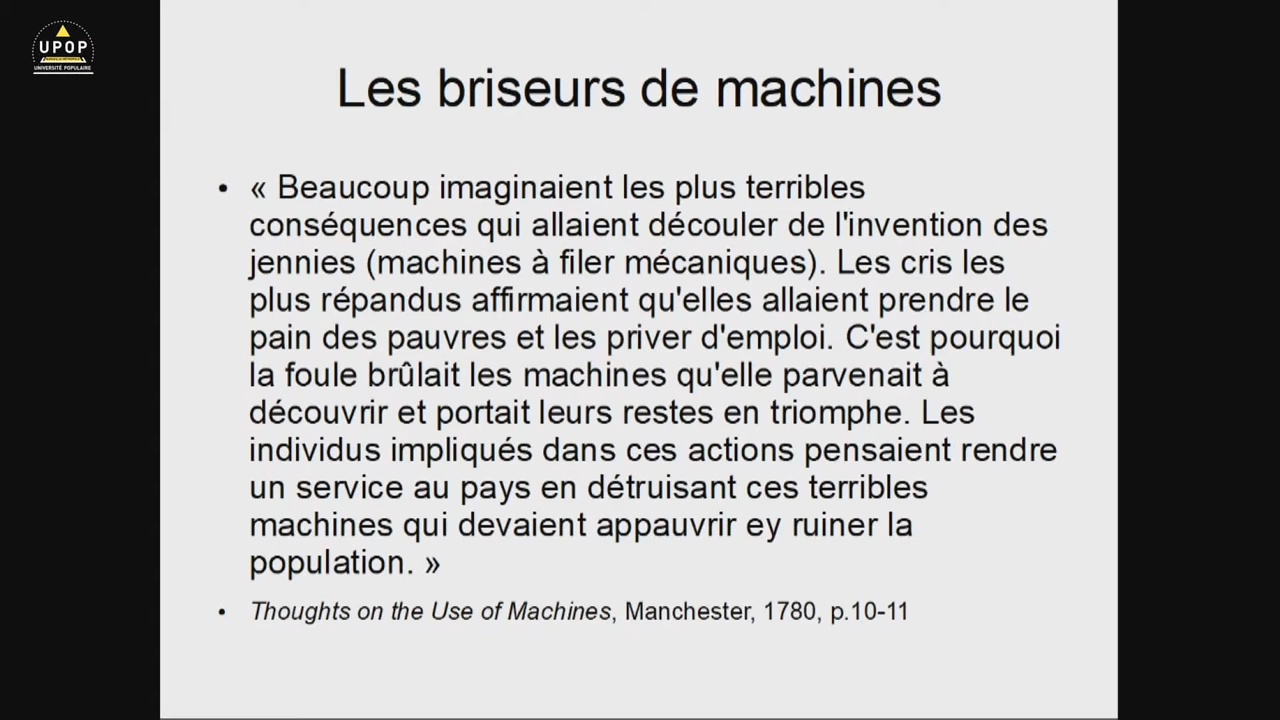 UPOP
UNIVERSITÉ POPULAIRE
Les briseurs de machines
• « Beaucoup imaginaient les plus terribles
conséquences qui allaient découler de l'invention des
jennies (machines à filer mécaniques). Les cris les
plus répandus affirmaient qu'elles allaient prendre le
pain des pauvres et les priver d'emploi. C'est pourquoi
la foule brûlait les machines qu'elle parvenait à
découvrir et portait leurs restes en triomphe. Les
individus impliqués dans ces actions pensaient rendre
un service au pays en détruisant ces terribles
machines qui devaient appauvrir ey ruiner la
population. »
• Thoughts on the Use of Machines, Manchester, 1780, p.10-11